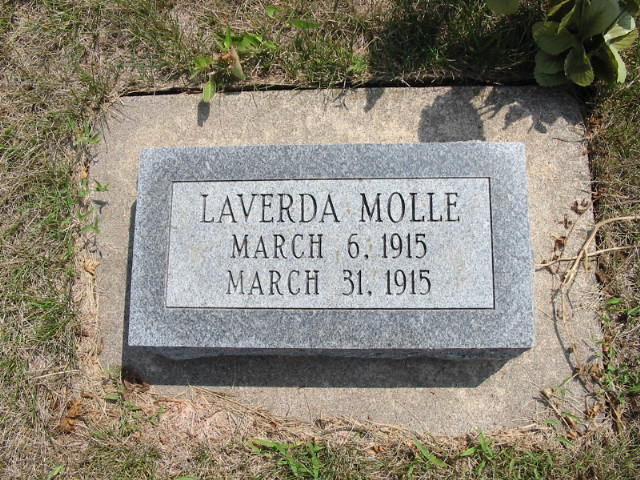 LAVERDA MOLLE
MARCH 6, 1915
MARCH 31, 1915